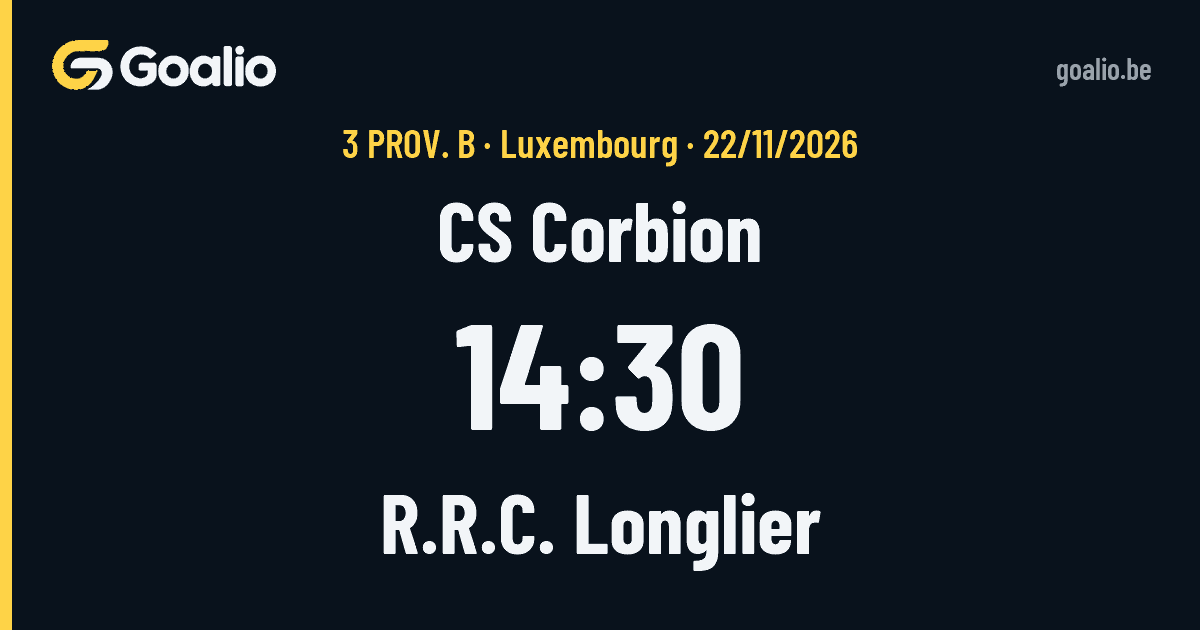 Goalio
goalio.be
3 PROV. B · Luxembourg · 22/11/2026
CS Corbion
14:30
R.R.C. Longlier